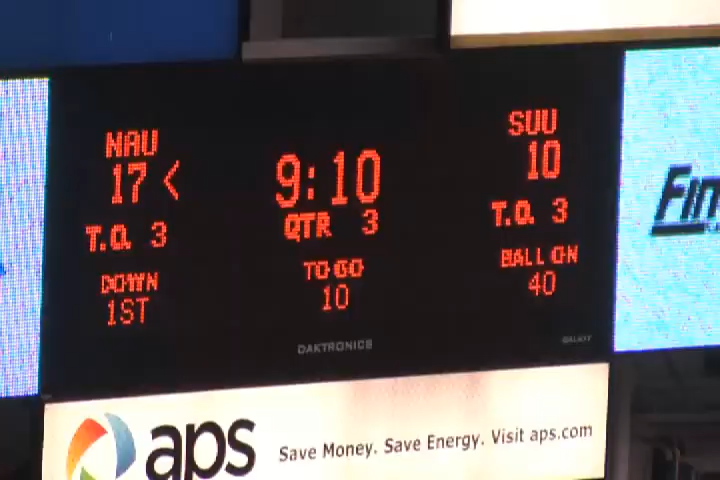 NAU
17 <
T.O. 3
DOWN
1ST
9:10
QTR 3
TO GO
10
SUU
10
T.O. 3
BALL ON
40
DAKTRONICS
GALAXY
Fin
aps
Save Money. Save Energy. Visit aps.com